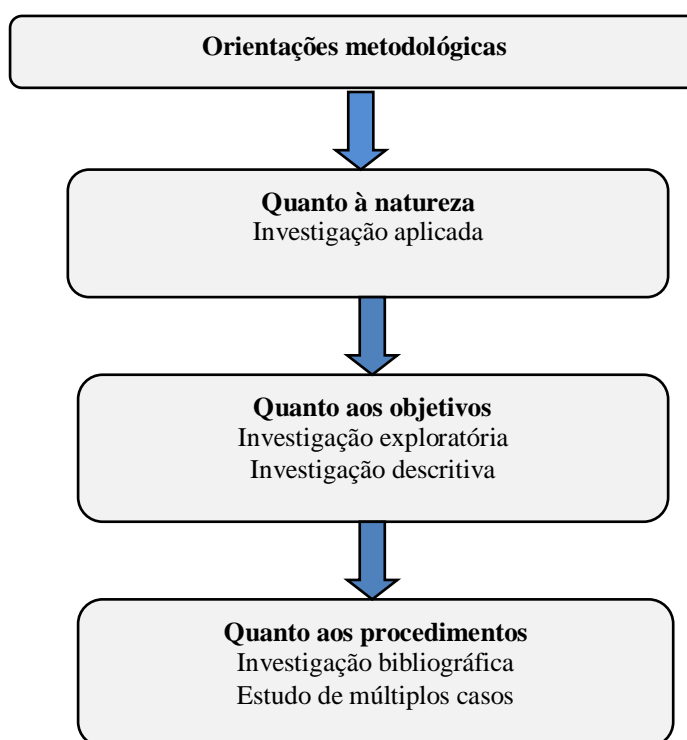 Orientações metodológicas
Quanto à natureza
Investigação aplicada
Quanto aos objetivos
Investigação exploratória
Investigação descritiva
Quanto aos procedimentos
Investigação bibliográfica
Estudo de múltiplos casos